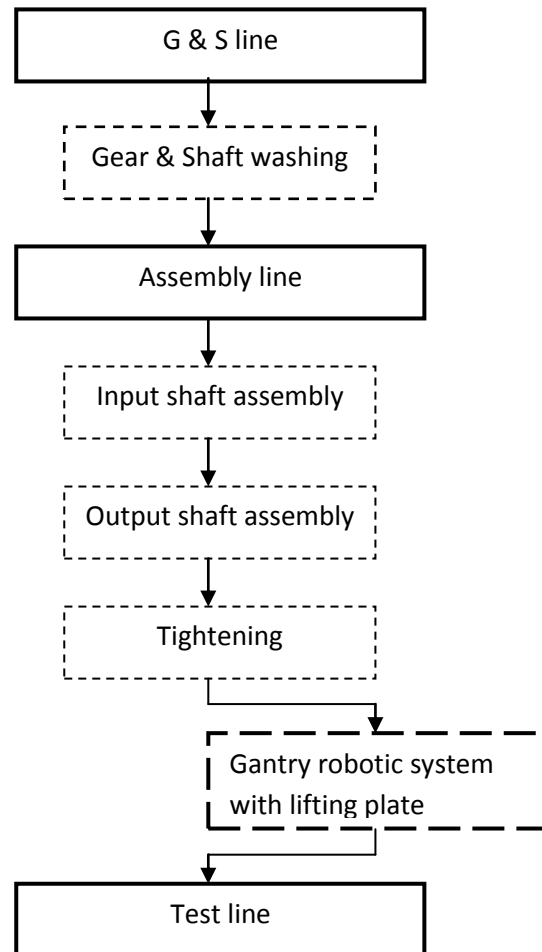 G & S line
Gear & Shaft washing
Assembly line
Input shaft assembly
Output shaft assembly
Tightening
Gantry robotic system
with lifting plate
Test line